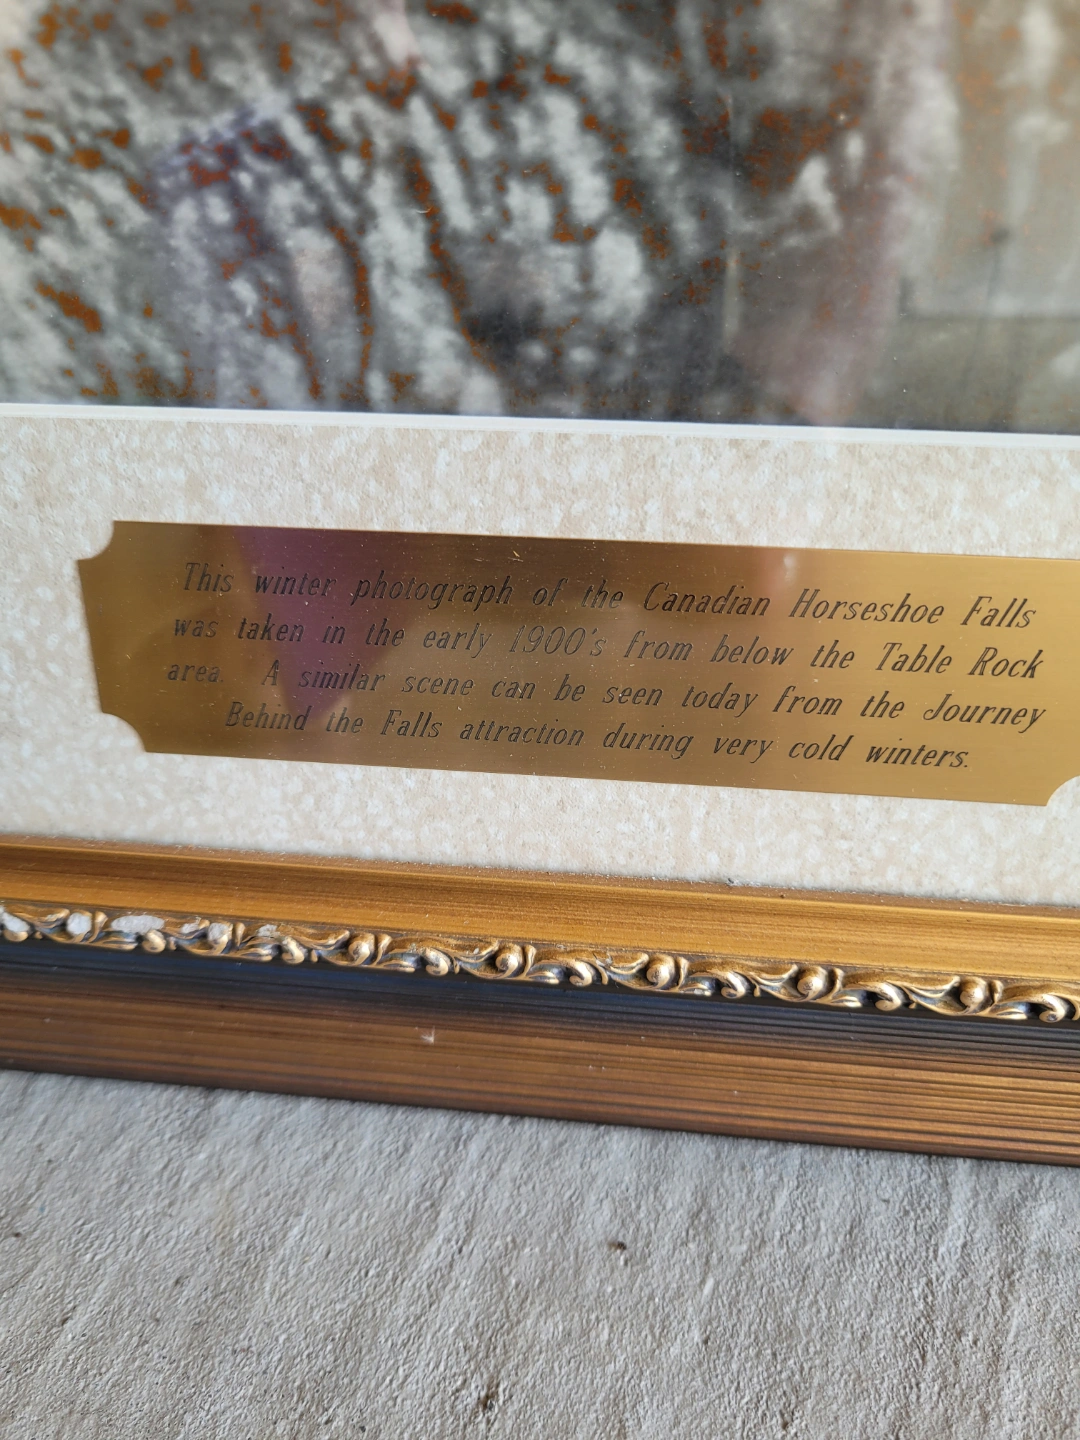 This winter photograph of the Canadian Horseshoe Falls
was taken in the early 1900's from below the Table Rock
area. A similar scene can be seen today from the Journey
Behind the Falls attraction during very cold winters.